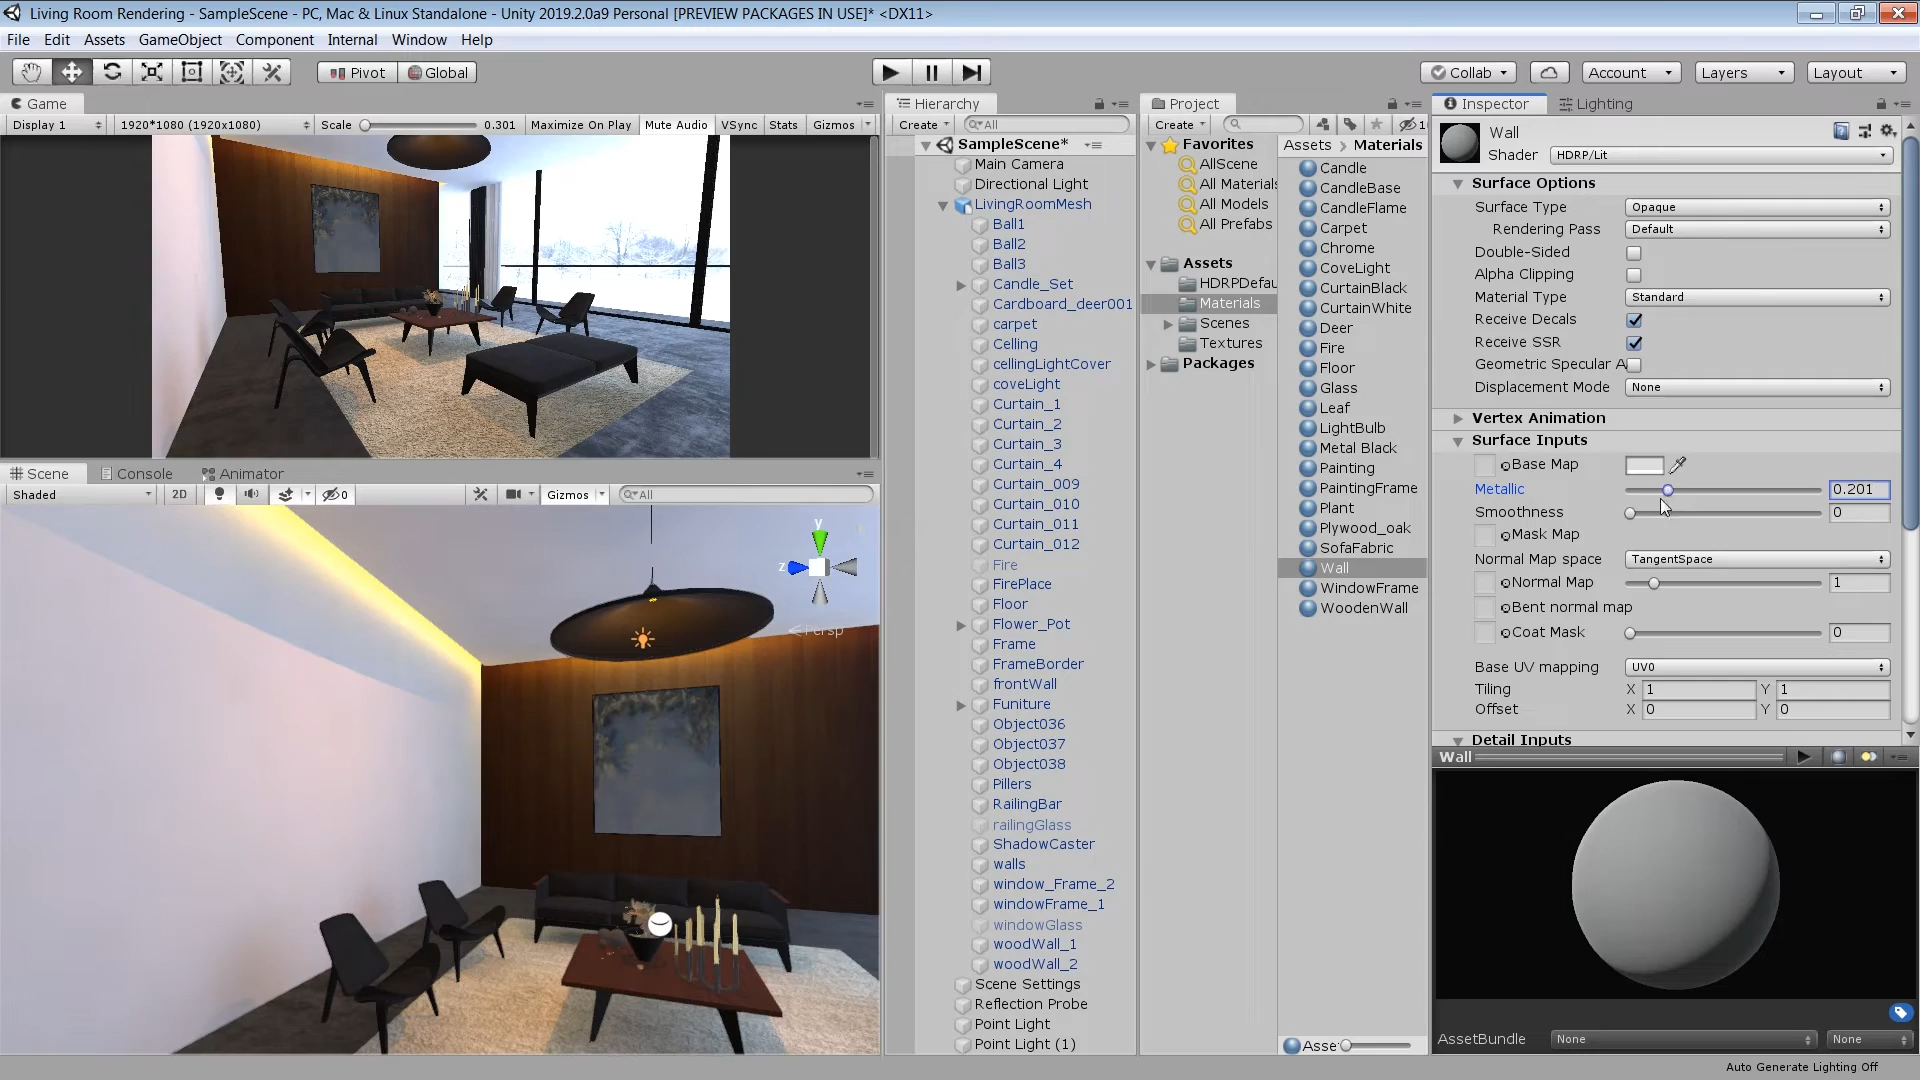 Living Room Rendering - SampleScene - PC, Mac & Linux Standalone - Unity 2019.2.0a9 Personal [PREVIEW PACKAGES IN USE]* <DX11>
File Edit Assets GameObject Component Internal Window Help
Pivot Global Collab Account Layers Layout
Game
Display 1 1920*1080 (1920x1080) Scale 0.301 Maximize On Play Mute Audio VSync Stats Gizmos
Scene Console Animator
Shaded 2D 0 Gizmos All
y
z
Persp
Hierarchy
Create All
SampleScene*
Main Camera
Directional Light
LivingRoomMesh
Ball1
Ball2
Ball3
Candle_Set
Cardboard_deer001
carpet
Celling
cellingLightCover
coveLight
Curtain_1
Curtain_2
Curtain_3
Curtain_4
Curtain_009
Curtain_010
Curtain_011
Curtain_012
Fire
FirePlace
Floor
Flower_Pot
Frame
FrameBorder
frontWall
Funiture
Object036
Object037
Object038
Pillers
RailingBar
railingGlass
ShadowCaster
walls
window_Frame_2
windowFrame_1
windowGlass
woodWall_1
woodWall_2
Scene Settings
Reflection Probe
Point Light
Point Light (1)
Project
Create 1
Favorites
AllScene
All Materials
All Models
All Prefabs
Assets
HDRPDefau
Materials
Scenes
Textures
Packages
Assets Materials
Candle
CandleBase
CandleFlame
Carpet
Chrome
CoveLight
CurtainBlack
CurtainWhite
Deer
Fire
Floor
Glass
Leaf
LightBulb
Metal Black
Painting
PaintingFrame
Plant
Plywood_oak
SofaFabric
Wall
WindowFrame
WoodenWall
Asse
Inspector Lighting
Wall
Shader HDRP/Lit
Surface Options
Surface Type Opaque
Rendering Pass Default
Double-Sided
Alpha Clipping
Material Type Standard
Receive Decals
Receive SSR
Geometric Specular A
Displacement Mode None
Vertex Animation
Surface Inputs
Base Map
Metallic 0.201
Smoothness 0
Mask Map
Normal Map space TangentSpace
Normal Map 1
Bent normal map
Coat Mask 0
Base UV mapping UV0
Tiling X 1 Y 1
Offset X 0 Y 0
Detail Inputs
Wall
AssetBundle None None
Auto Generate Lighting Off